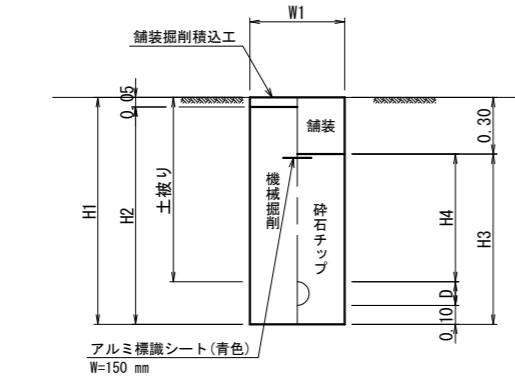 W1
舗装掘削積込工
0.05
舗装
0.30
土被り
機械掘削
砕石チップ
H1
H2
H4
H3
D
0.10
アルミ標識シート(青色)
W=150 mm